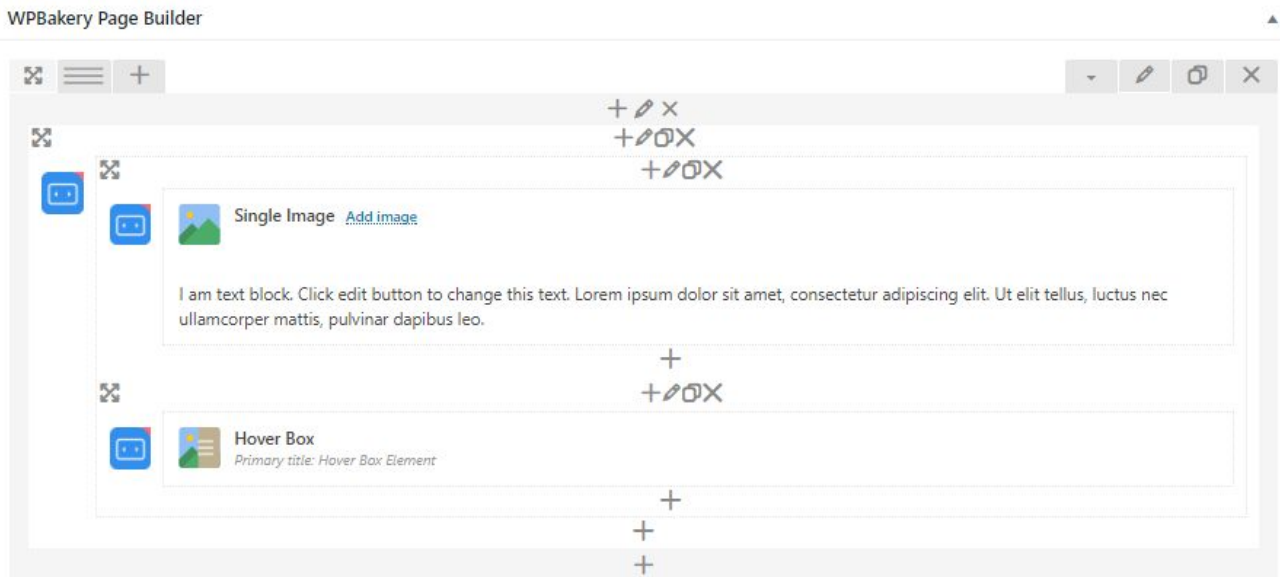 WPBakery Page Builder
Single Image Add image
I am text block. Click edit button to change this text. Lorem ipsum dolor sit amet, consectetur adipiscing elit. Ut elit tellus, luctus nec
ullamcorper mattis, pulvinar dapibus leo.
Hover Box
Primary title: Hover Box Element